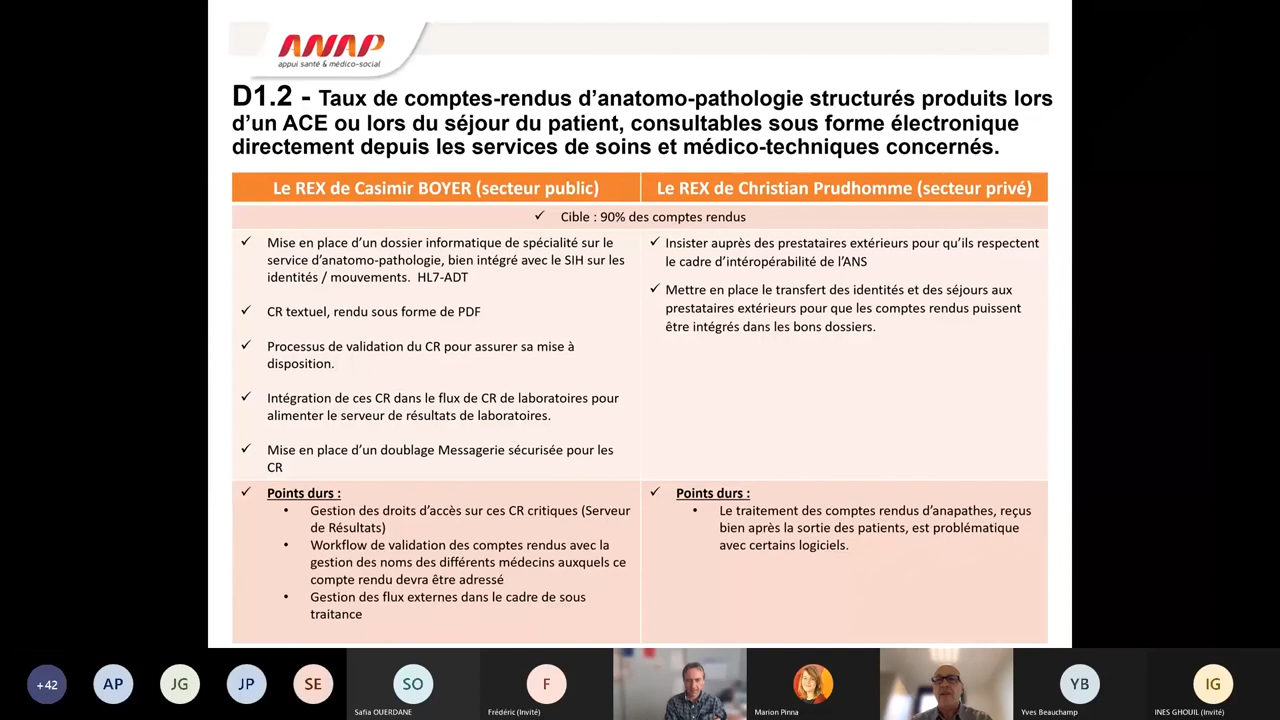 ANAP
appui santé & médico-social
D1.2 - Taux de comptes-rendus d’anatomo-pathologie structurés produits lors
d’un ACE ou lors du séjour du patient, consultables sous forme électronique
directement depuis les services de soins et médico-techniques concernés.
Le REX de Casimir BOYER (secteur public)
Le REX de Christian Prudhomme (secteur privé)
✓ Cible : 90% des comptes rendus
✓ Mise en place d’un dossier informatique de spécialité sur le
service d’anatomo-pathologie, bien intégré avec le SIH sur les
identités / mouvements. HL7-ADT
✓ CR textuel, rendu sous forme de PDF
✓ Processus de validation du CR pour assurer sa mise à
disposition.
✓ Intégration de ces CR dans le flux de CR de laboratoires pour
alimenter le serveur de résultats de laboratoires.
✓ Mise en place d’un doublage Messagerie sécurisée pour les
CR
✓ Insister auprès des prestataires extérieurs pour qu’ils respectent
le cadre d’intéropérabilité de l’ANS
✓ Mettre en place le transfert des identités et des séjours aux
prestataires extérieurs pour que les comptes rendus puissent
être intégrés dans les bons dossiers.
✓ Points durs :
• Gestion des droits d’accès sur ces CR critiques (Serveur
de Résultats)
• Workflow de validation des comptes rendus avec la
gestion des noms des différents médecins auxquels ce
compte rendu devra être adressé
• Gestion des flux externes dans le cadre de sous
traitance
✓ Points durs :
• Le traitement des comptes rendus d’anapathes, reçus
bien après la sortie des patients, est problématique
avec certains logiciels.
+42
AP
JG
JP
SE
SO
Safia OUERDANE
F
Frédéric (Invité)
Marion Pinna
YB
Yves Beauchamp
IG
INES GHOUIL (Invité)